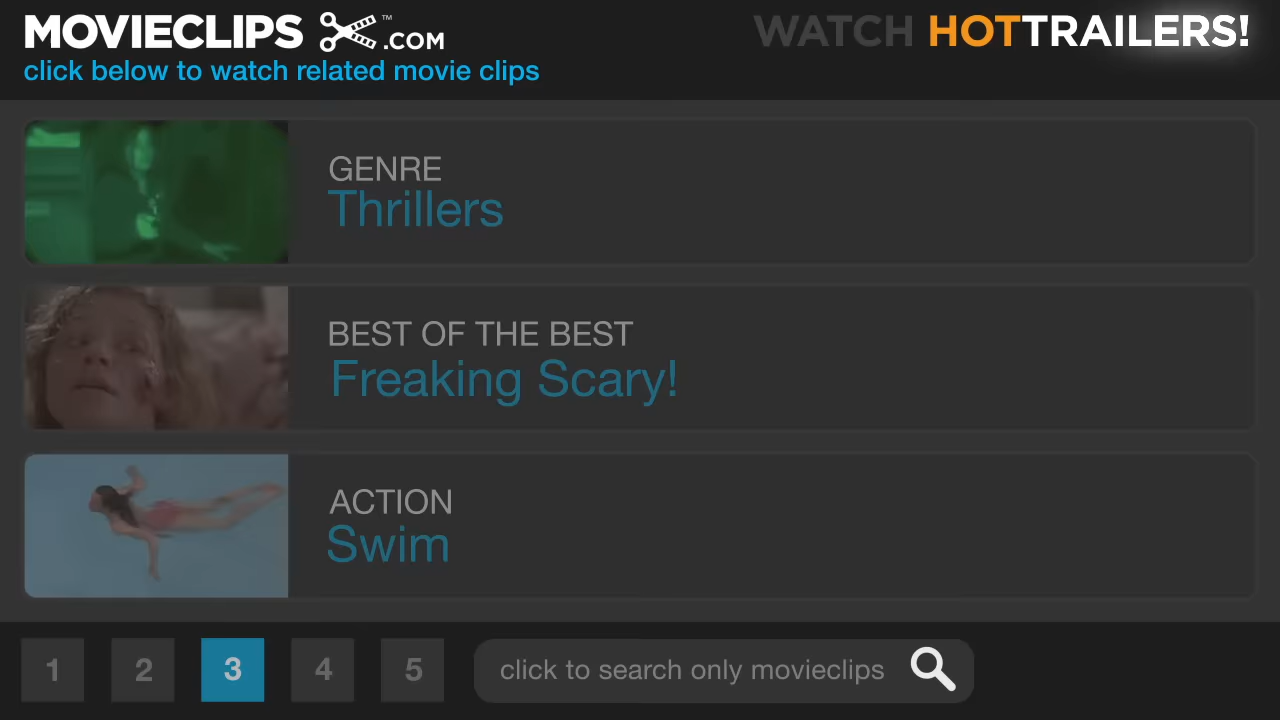 MOVIECLIPS .COM™
click below to watch related movie clips
WATCH HOTTRAILERS!
GENRE
Thrillers
BEST OF THE BEST
Freaking Scary!
ACTION
Swim
1 2 3 4 5
click to search only movieclips